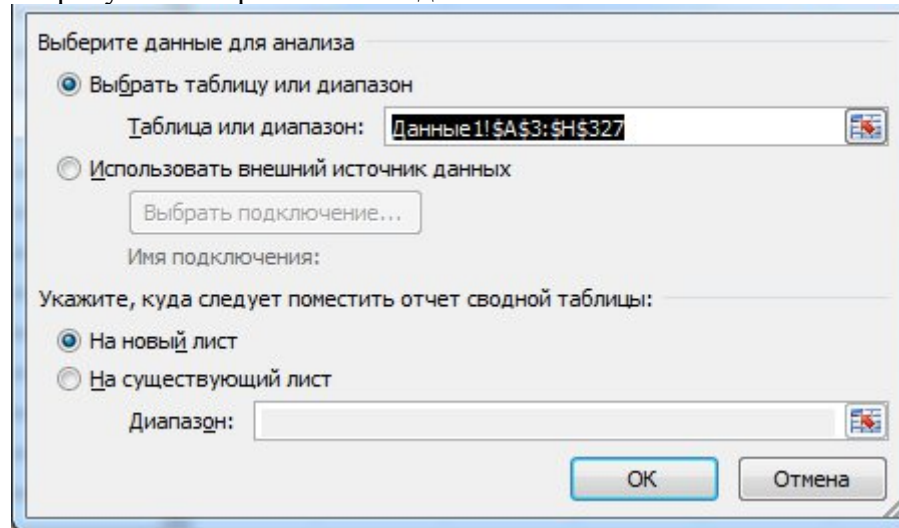 Выберите данные для анализа
Выбрать таблицу или диапазон
Таблица или диапазон: Данные1!$A$3:$H$327
Использовать внешний источник данных
Выбрать подключение...
Имя подключения:
Укажите, куда следует поместить отчет сводной таблицы:
На новый лист
На существующий лист
Диапазон:
ОК Отмена